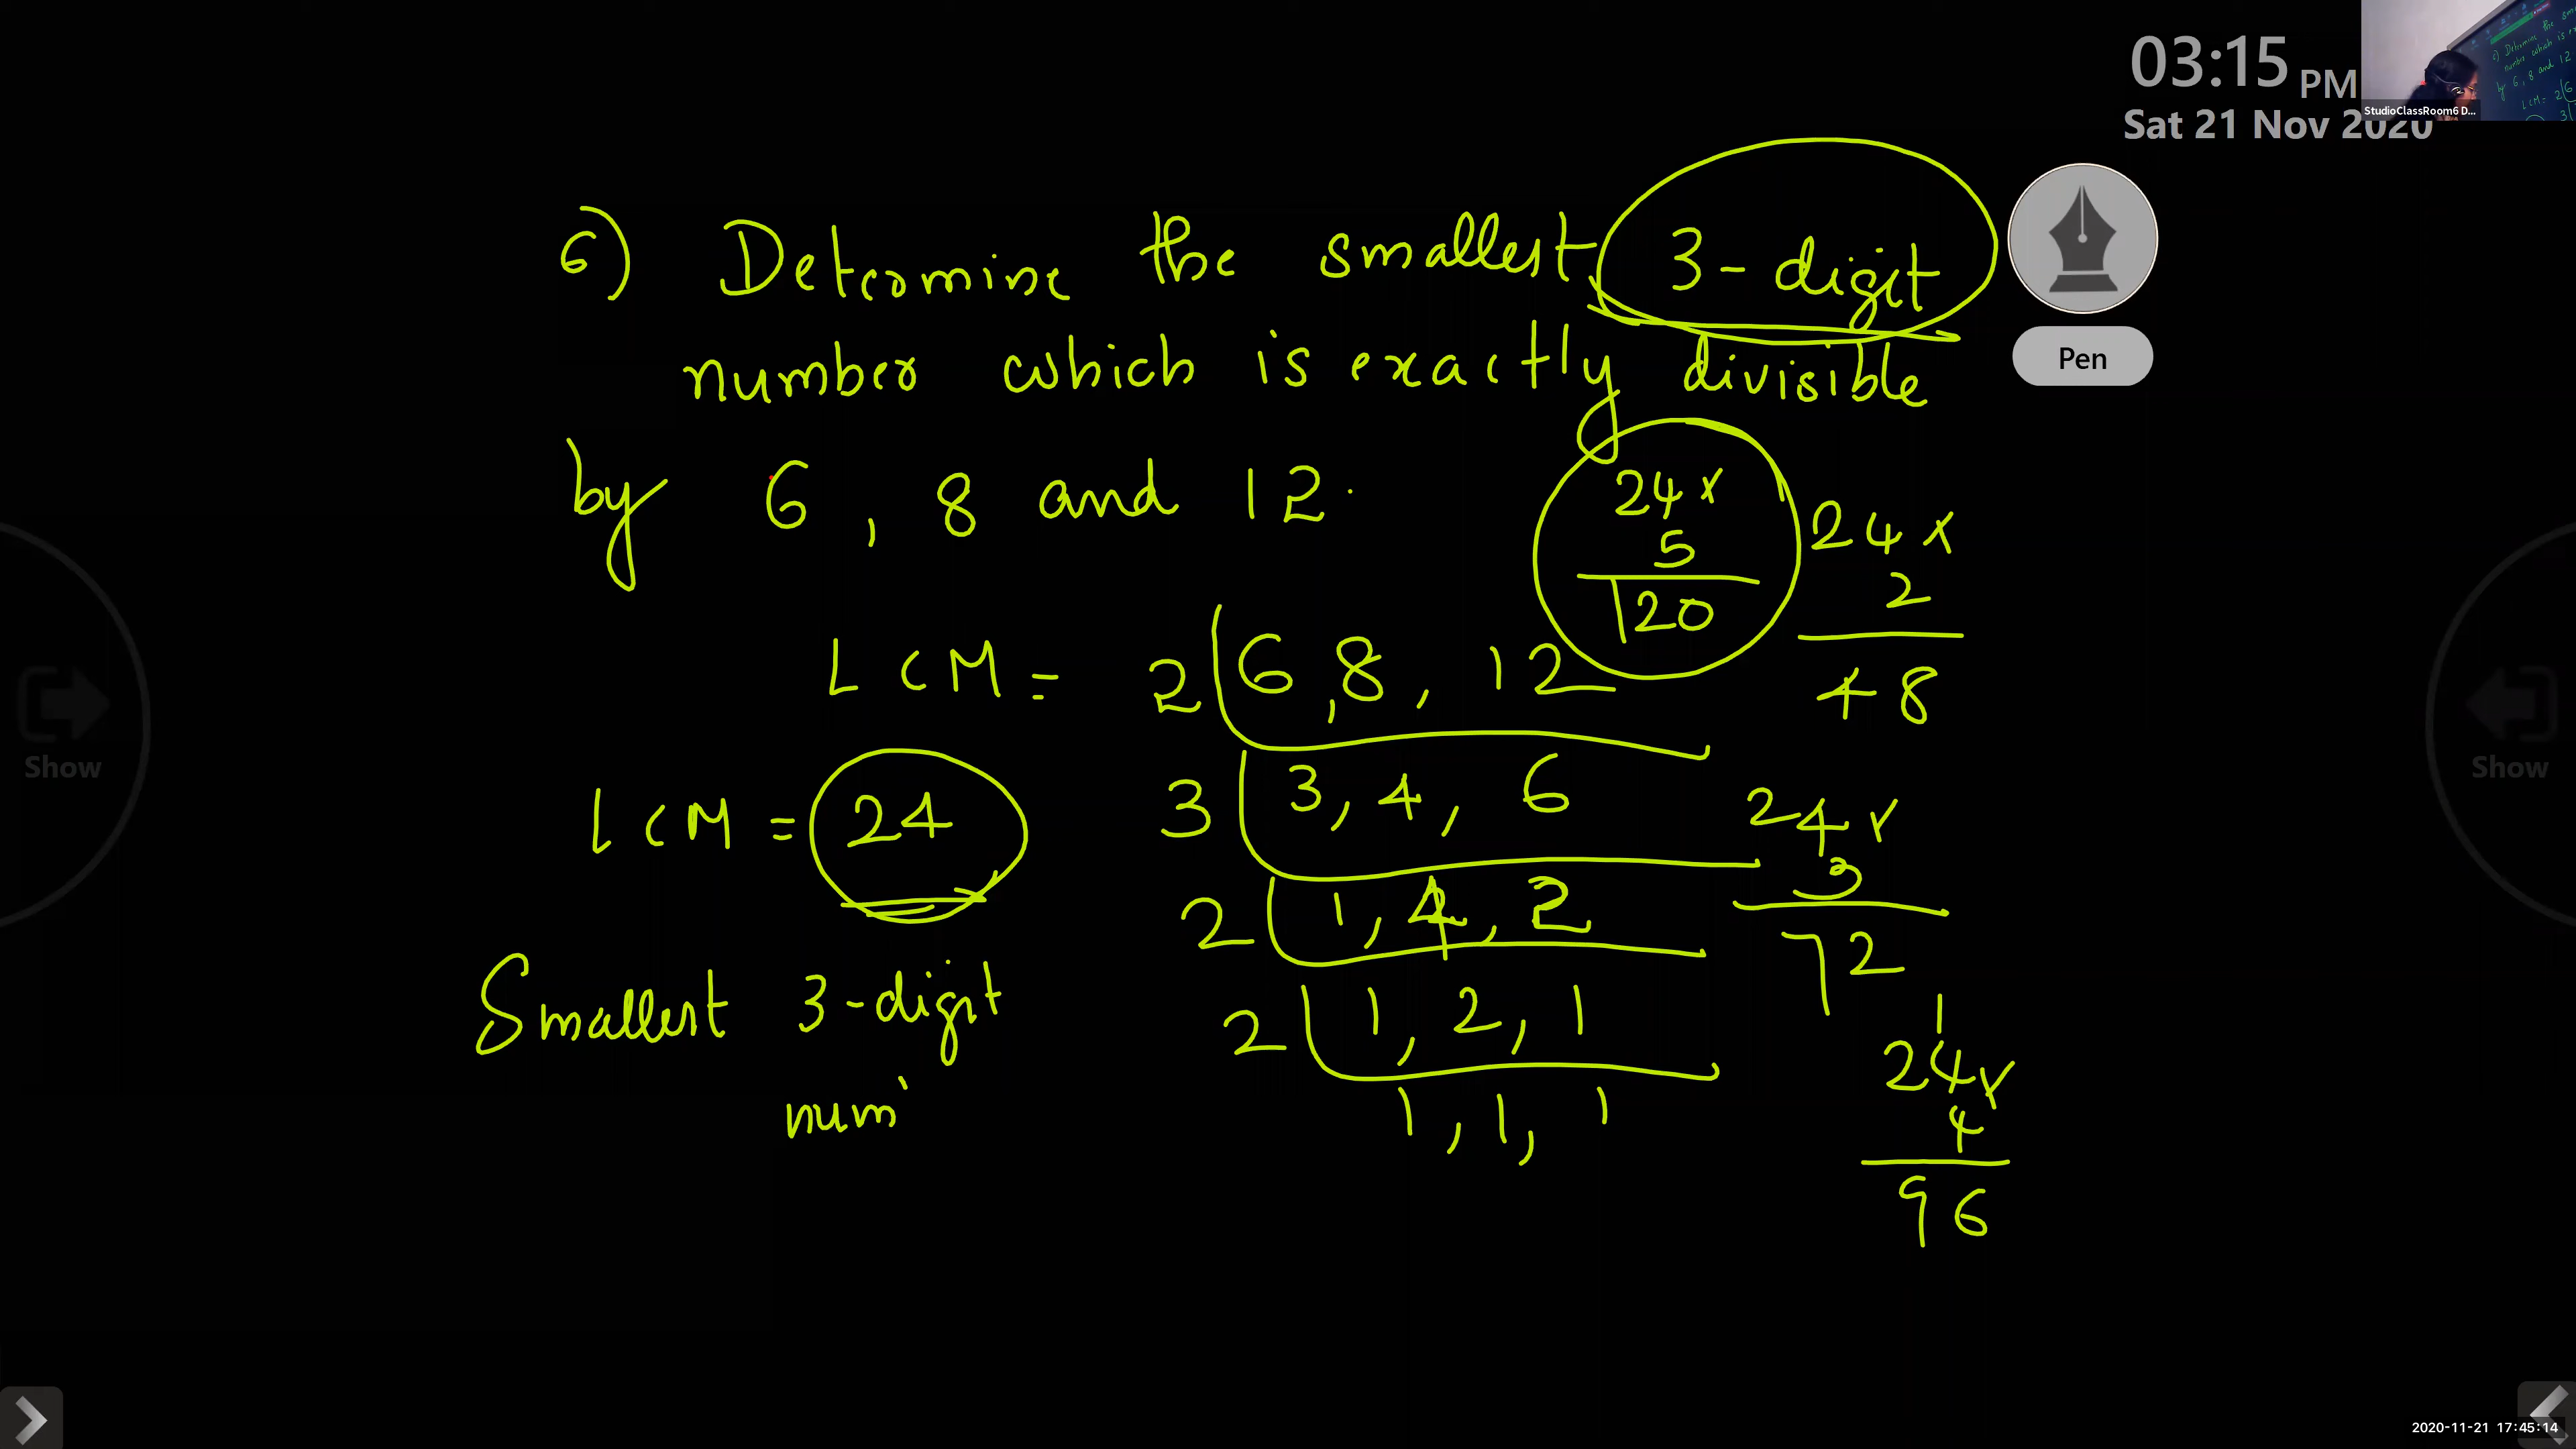 03:15 PM
Sat 21 Nov 2020
StudioClassRoom6 D...
6) Determine the smallest 3-digit
number which is exactly divisible
by 6, 8 and 12.
Pen
24 x
5
120
24 x
2
48
LCM = 2 6, 8, 12
3 3, 4, 6
2 1, 4, 2
2 1, 2, 1
1, 1, 1
LCM = 24
24 x
3
72
1
24 x
4
96
Smallest 3-digit
num
Show
Show
2020-11-21 17:45:14